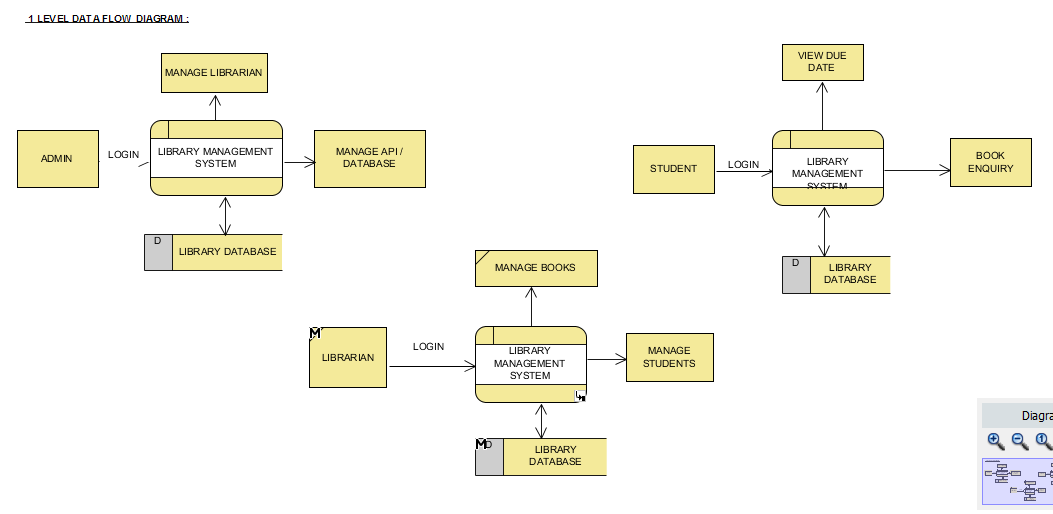 1 LEVEL DATA FLOW DIAGRAM :
MANAGE LIBRARIAN
ADMIN
LOGIN
LIBRARY MANAGEMENT
SYSTEM
MANAGE API /
DATABASE
D
LIBRARY DATABASE
VIEW DUE
DATE
STUDENT
LOGIN
LIBRARY
MANAGEMENT
SYSTEM
BOOK
ENQUIRY
D
LIBRARY
DATABASE
MANAGE BOOKS
M
LIBRARIAN
LOGIN
LIBRARY
MANAGEMENT
SYSTEM
MANAGE
STUDENTS
M
D
LIBRARY
DATABASE
Diagra
1